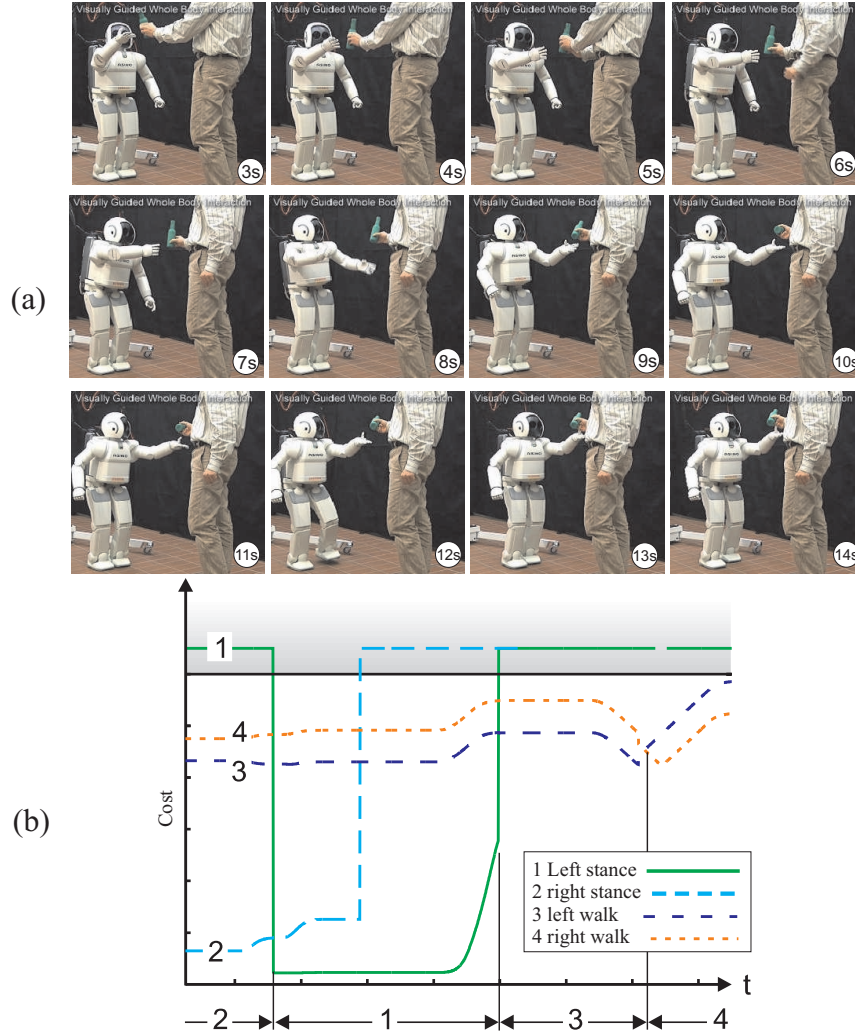 Visually Guided Whole Body Interaction
3s
Visually Guided Whole Body Interaction
4s
Visually Guided Whole Body Interaction
5s
Visually Guided Whole Body Interaction
6s
(a)
Visually Guided Whole Body Interaction
7s
Visually Guided Whole Body Interaction
8s
Visually Guided Whole Body Interaction
9s
Visually Guided Whole Body Interaction
10s
Visually Guided Whole Body Interaction
11s
Visually Guided Whole Body Interaction
12s
Visually Guided Whole Body Interaction
13s
Visually Guided Whole Body Interaction
14s
(b)
Cost
1
4
3
2
1 Left stance
2 right stance
3 left walk
4 right walk
t
2 1 3 4